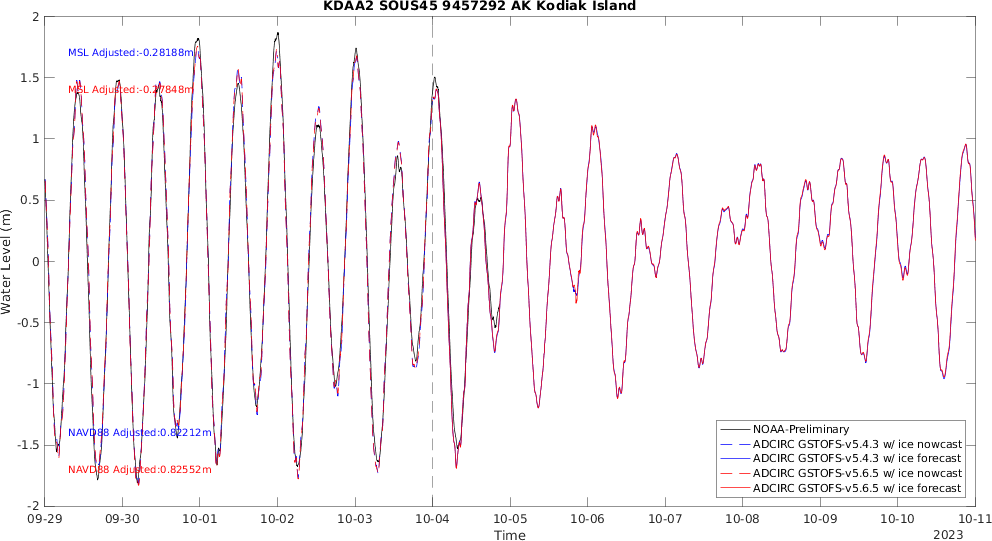 KDAA2 SOUS45 9457292 AK Kodiak Island
2
1.5
1
0.5
0
-0.5
-1
-1.5
-2
Water Level (m)
MSL Adjusted:-0.28188m
MSL Adjusted:-0.27848m
NAVD88 Adjusted:0.82212m
NAVD88 Adjusted:0.82552m
NOAA-Preliminary
ADCIRC GSTOFS-v5.4.3 w/ ice nowcast
ADCIRC GSTOFS-v5.4.3 w/ ice forecast
ADCIRC GSTOFS-v5.6.5 w/ ice nowcast
ADCIRC GSTOFS-v5.6.5 w/ ice forecast
09-29 09-30 10-01 10-02 10-03 10-04 10-05 10-06 10-07 10-08 10-09 10-10 10-11
Time
2023